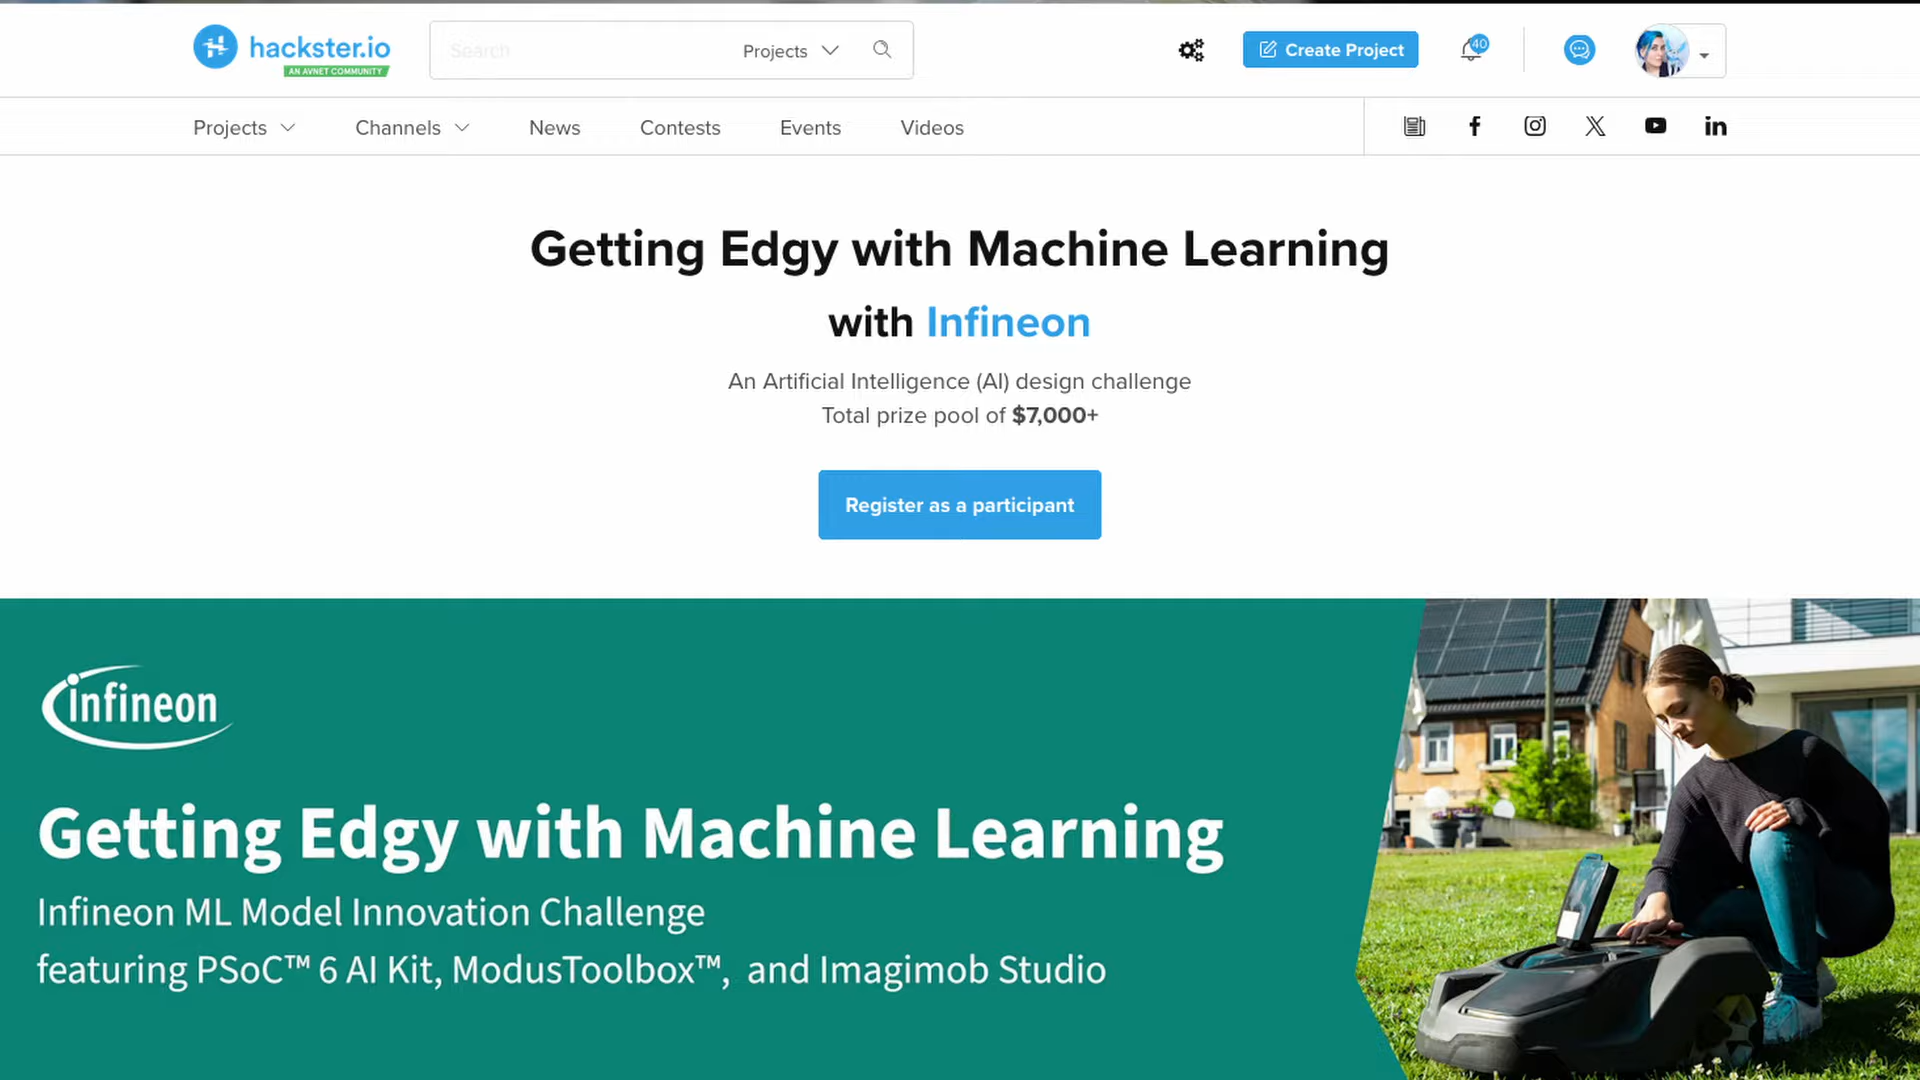 hackster.io
AN AVNET COMMUNITY
Search
Projects
Create Project
40
Projects
Channels
News
Contests
Events
Videos
Getting Edgy with Machine Learning
with Infineon
An Artificial Intelligence (AI) design challenge
Total prize pool of $7,000+
Register as a participant
infineon
Getting Edgy with Machine Learning
Infineon ML Model Innovation Challenge
featuring PSoC™ 6 AI Kit, ModusToolbox™, and Imagimob Studio